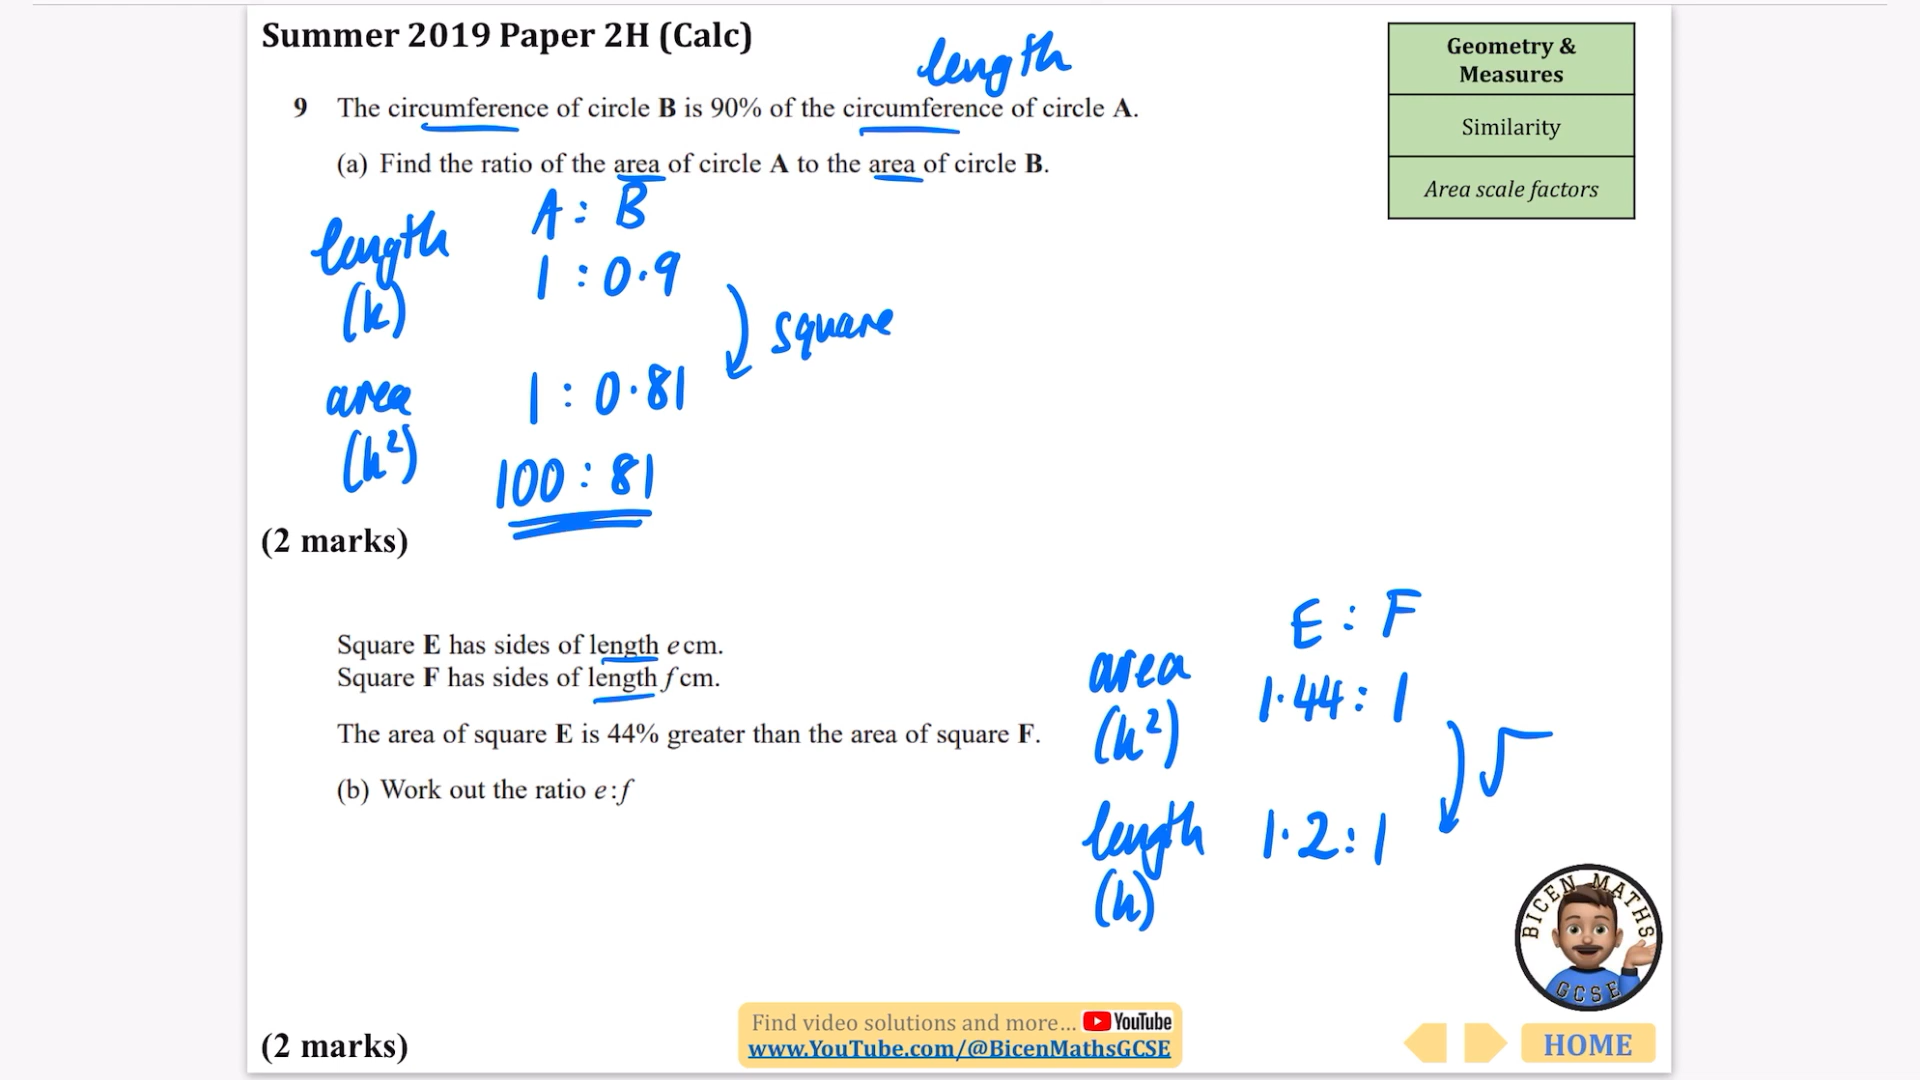 Summer 2019 Paper 2H (Calc)
length
Geometry &
Measures
Similarity
Area scale factors
9 The circumference of circle B is 90% of the circumference of circle A.
(a) Find the ratio of the area of circle A to the area of circle B.
A : B
length 1 : 0.9
(k)
square
area 1 : 0.81
(k²)
100 : 81
(2 marks)
Square E has sides of length e cm.
Square F has sides of length f cm.
The area of square E is 44% greater than the area of square F.
(b) Work out the ratio e : f
E : F
area 1.44 : 1
(k²)
√
length 1.2 : 1
(k)
BICEN MATHS
GCSE
(2 marks)
Find video solutions and more... YouTube
www.YouTube.com/@BicenMathsGCSE
HOME